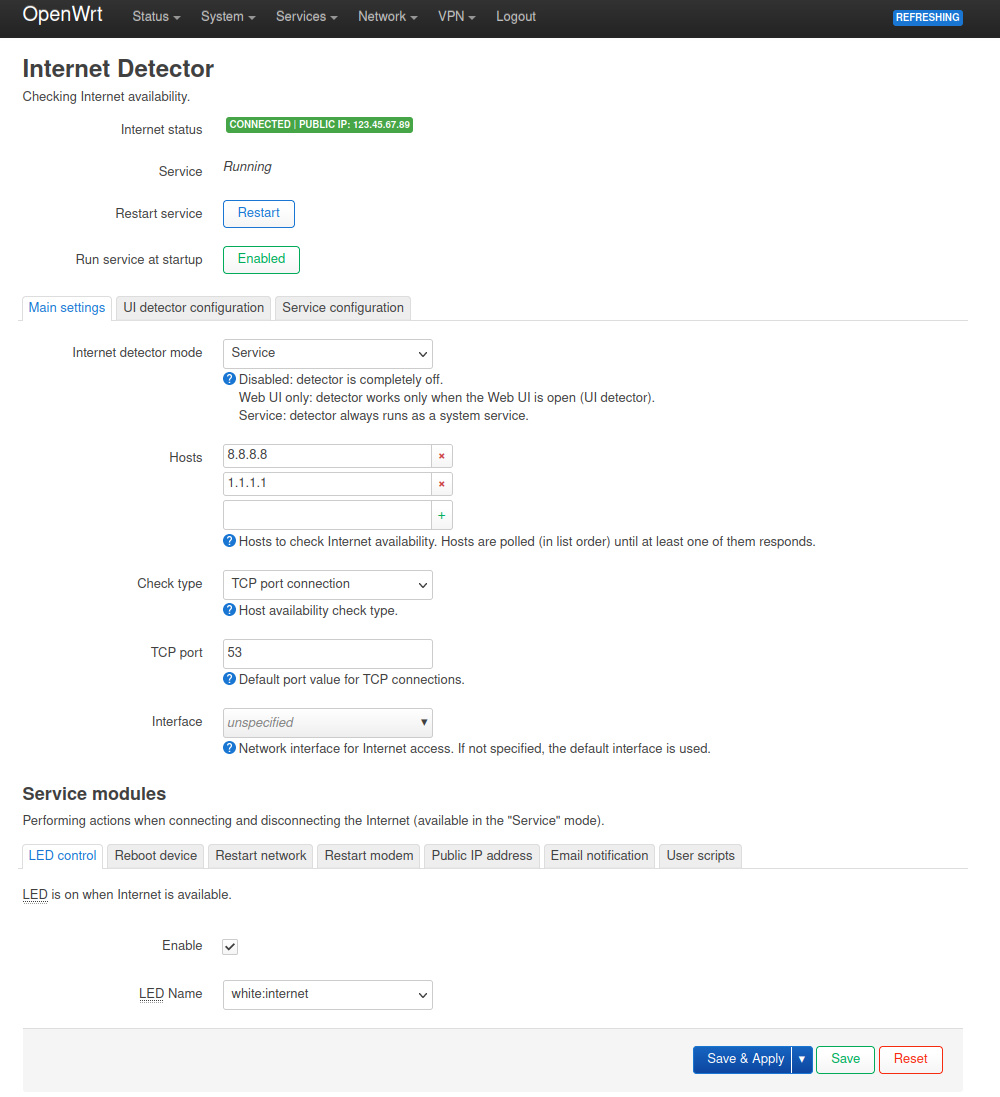 OpenWrt Status System Services Network VPN Logout REFRESHING
Internet Detector
Checking Internet availability.
Internet status CONNECTED | PUBLIC IP: 123.45.67.89
Service Running
Restart service Restart
Run service at startup Enabled
Main settings UI detector configuration Service configuration
Internet detector mode Service
? Disabled: detector is completely off.
Web UI only: detector works only when the Web UI is open (UI detector).
Service: detector always runs as a system service.
Hosts 8.8.8.8 ×
1.1.1.1 ×
+
? Hosts to check Internet availability. Hosts are polled (in list order) until at least one of them responds.
Check type TCP port connection
? Host availability check type.
TCP port 53
? Default port value for TCP connections.
Interface unspecified ▾
? Network interface for Internet access. If not specified, the default interface is used.
Service modules
Performing actions when connecting and disconnecting the Internet (available in the "Service" mode).
LED control Reboot device Restart network Restart modem Public IP address Email notification User scripts
LED is on when Internet is available.
Enable
LED Name white:internet
Save & Apply ▾ Save Reset